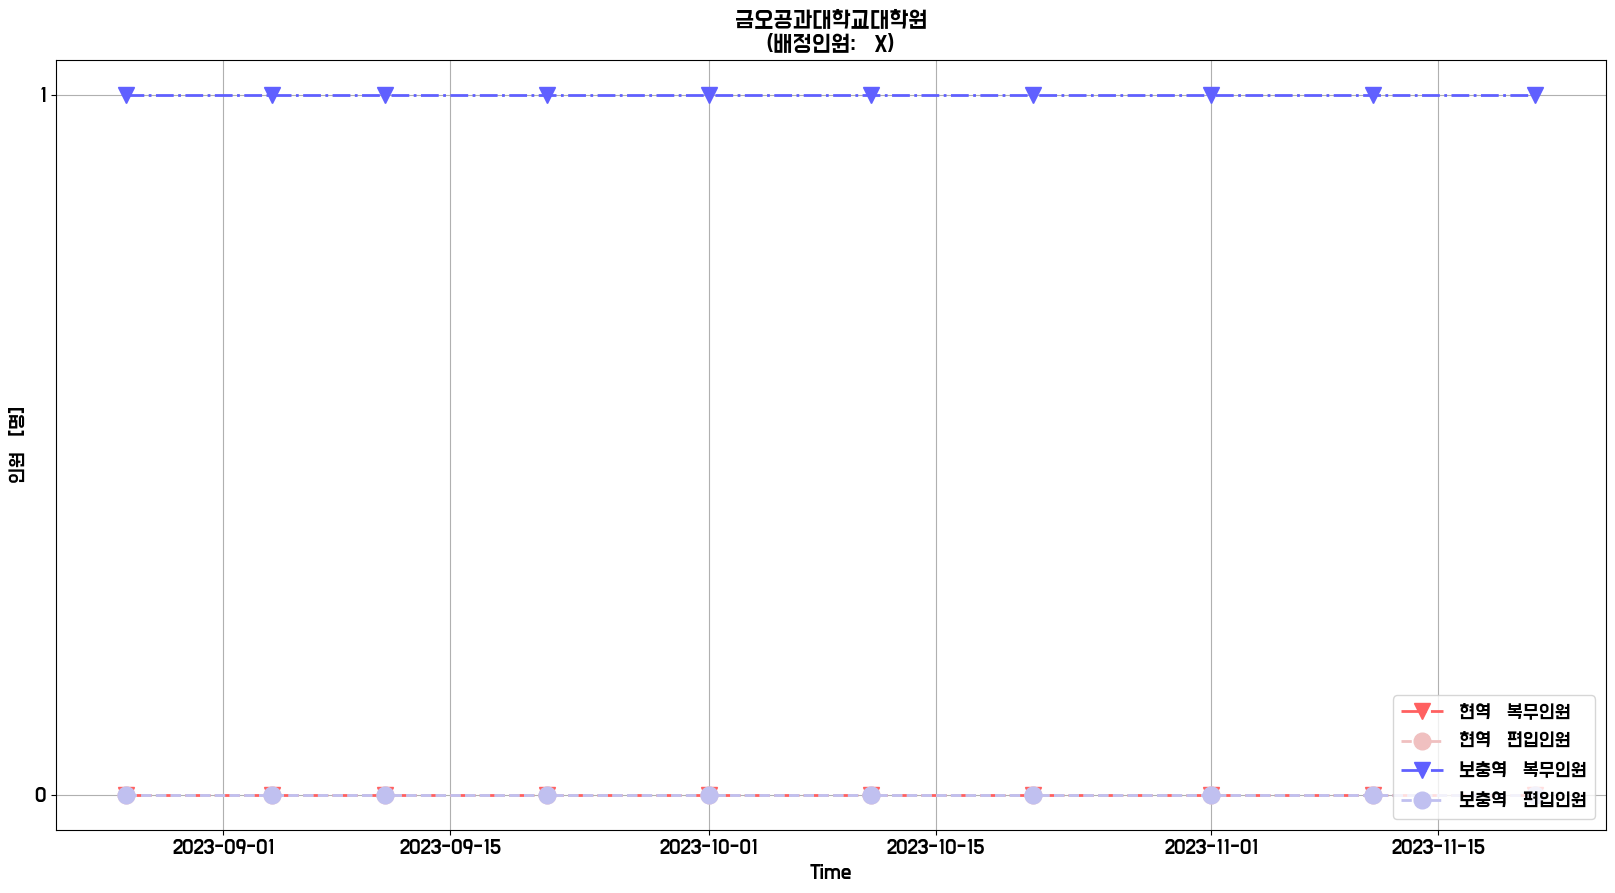 금오공과대학교대학원
(배정인원: X)
1
인원 [명]
0
현역 복무인원
현역 편입인원
보충역 복무인원
보충역 편입인원
2023-09-01 2023-09-15 2023-10-01 2023-10-15 2023-11-01 2023-11-15
Time